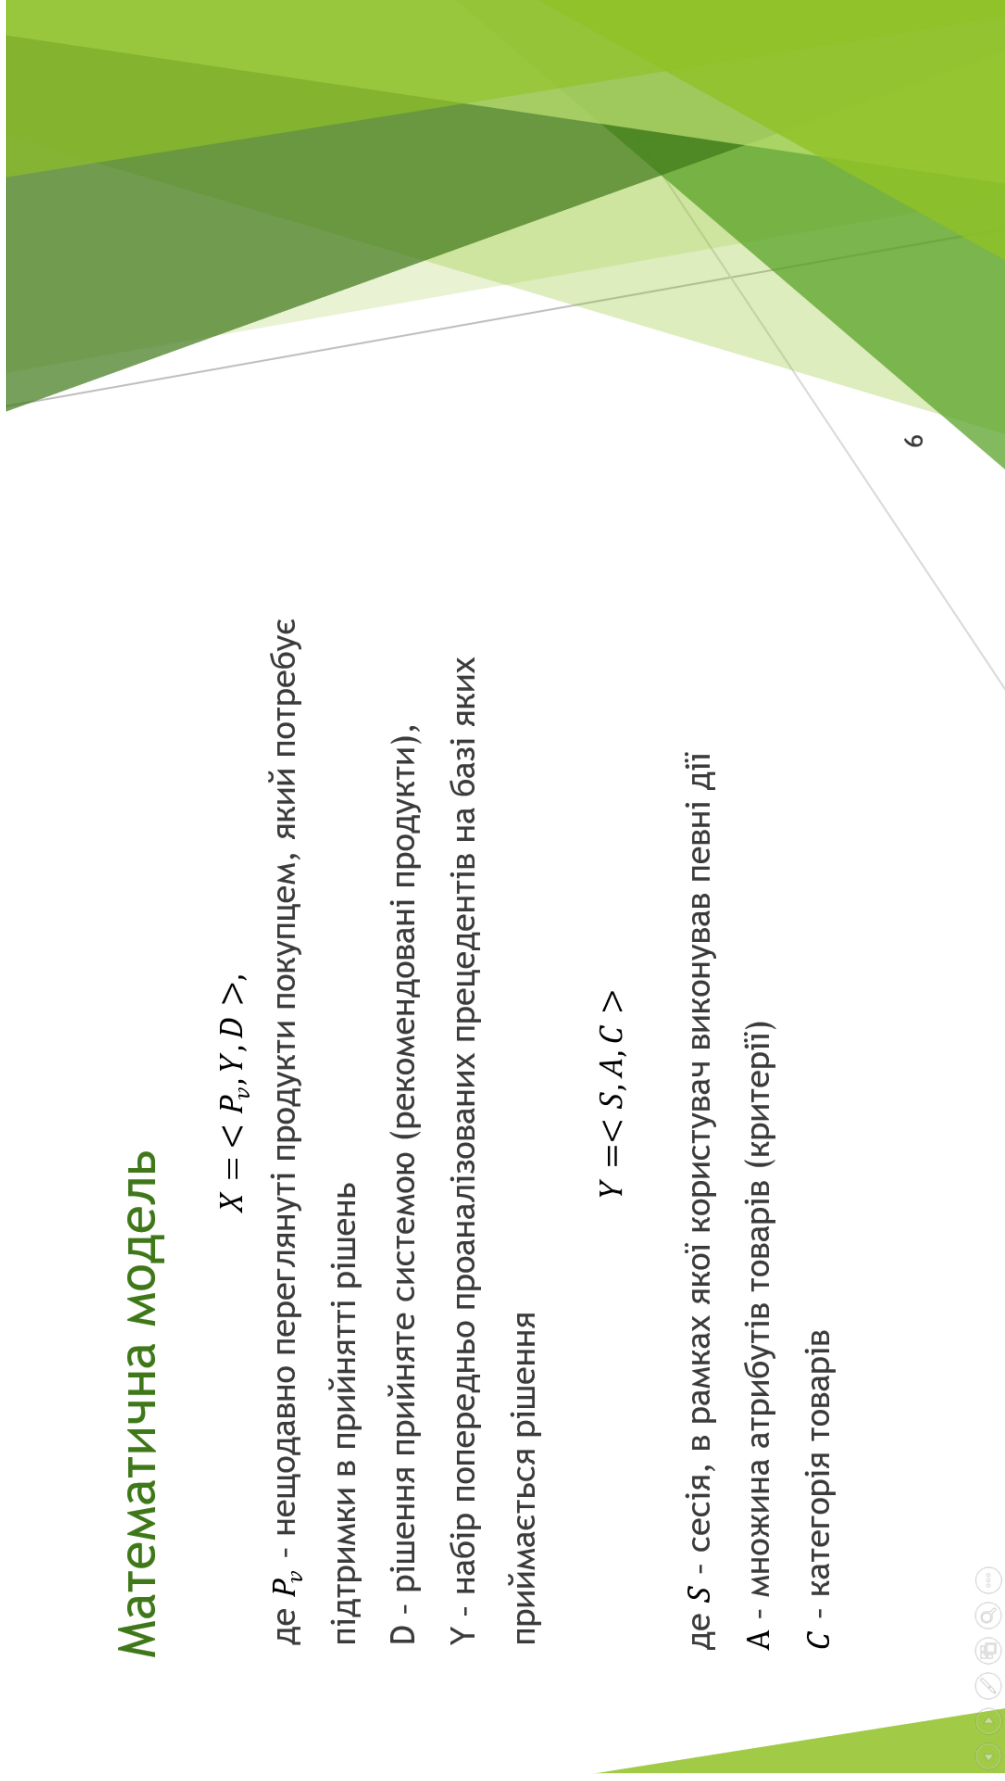 Математична модель
X = < Pᵥ, Y, D >,
де Pᵥ - нещодавно переглянуті продукти покупцем, який потребує
підтримки в прийнятті рішень
D - рішення прийняте системою (рекомендовані продукти),
Y - набір попередньо проаналізованих прецедентів на базі яких
приймається рішення
Y =< S, A, C >
де S - сесія, в рамках якої користувач виконував певні дії
A - множина атрибутів товарів (критерії)
C - категорія товарів
6